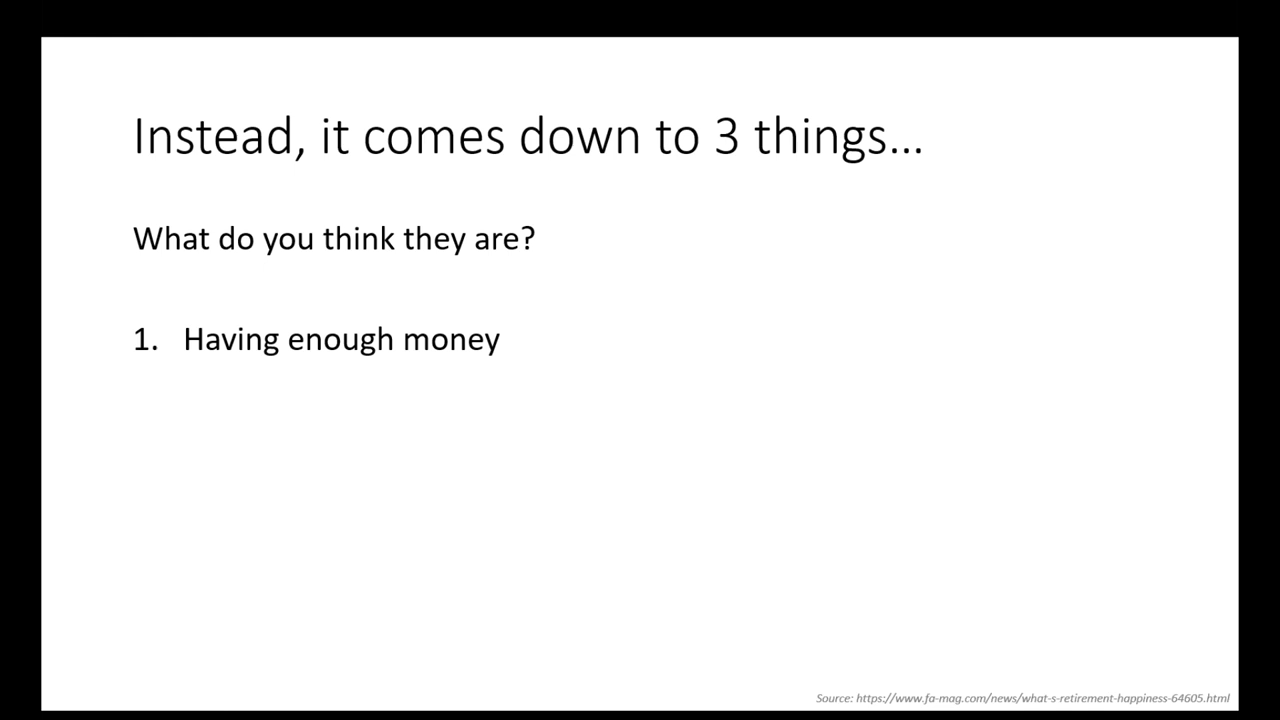 Instead, it comes down to 3 things...
What do you think they are?
1. Having enough money
Source: https://www.fa-mag.com/news/what-s-retirement-happiness-64605.html